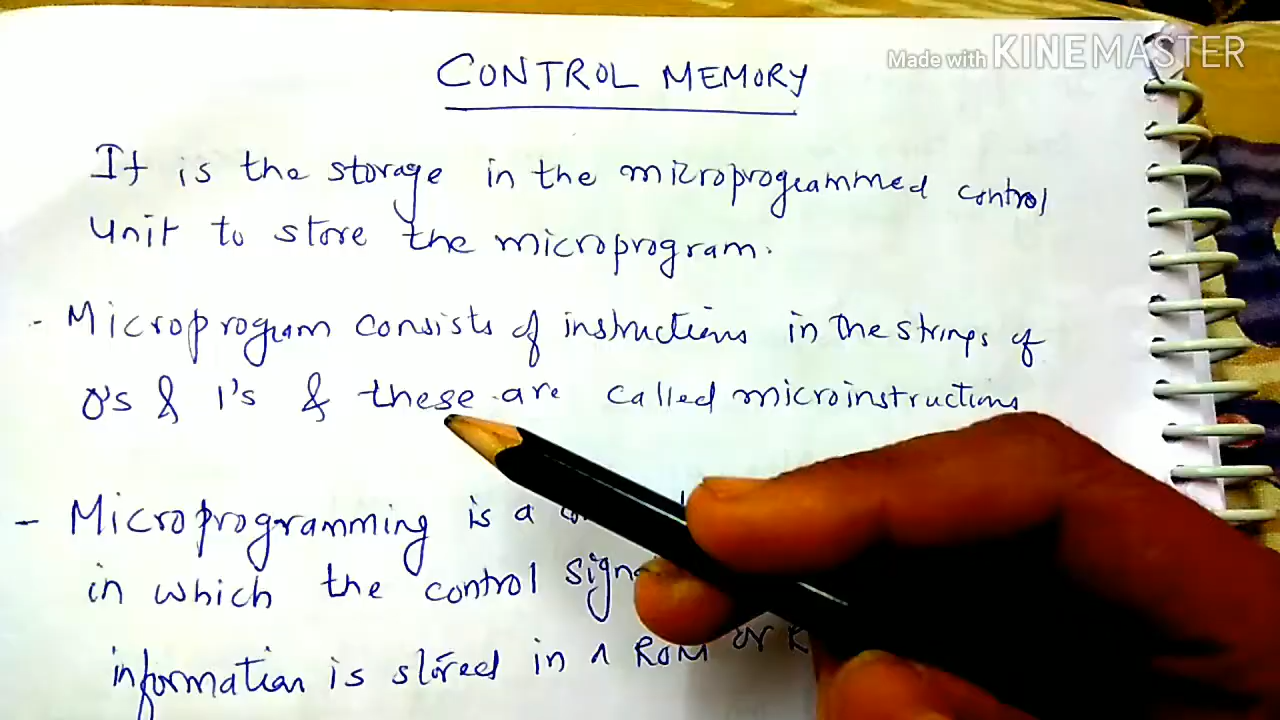 Made with KINEMASTER
CONTROL MEMORY
It is the storage in the microprogrammed control
unit to store the microprogram.
- Microprogram consists of instructions in the strings of
0's & 1's & these are called microinstructions
- Microprogramming is a
in which the control
information is stored in a ROM or